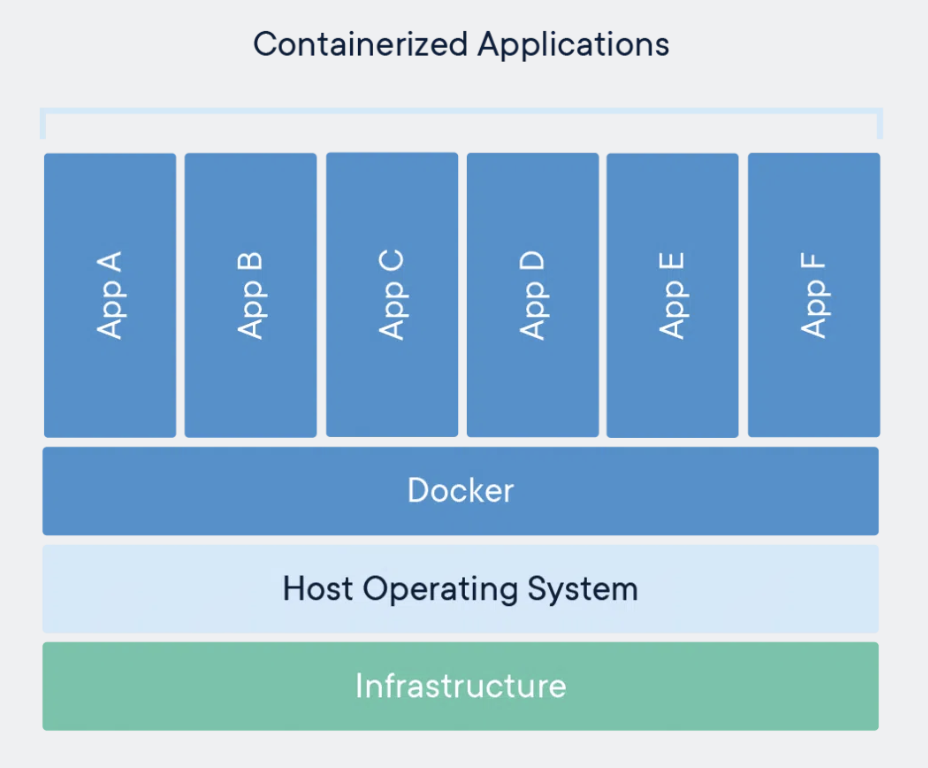 Containerized Applications
App A
App B
App C
App D
App E
App F
Docker
Host Operating System
Infrastructure